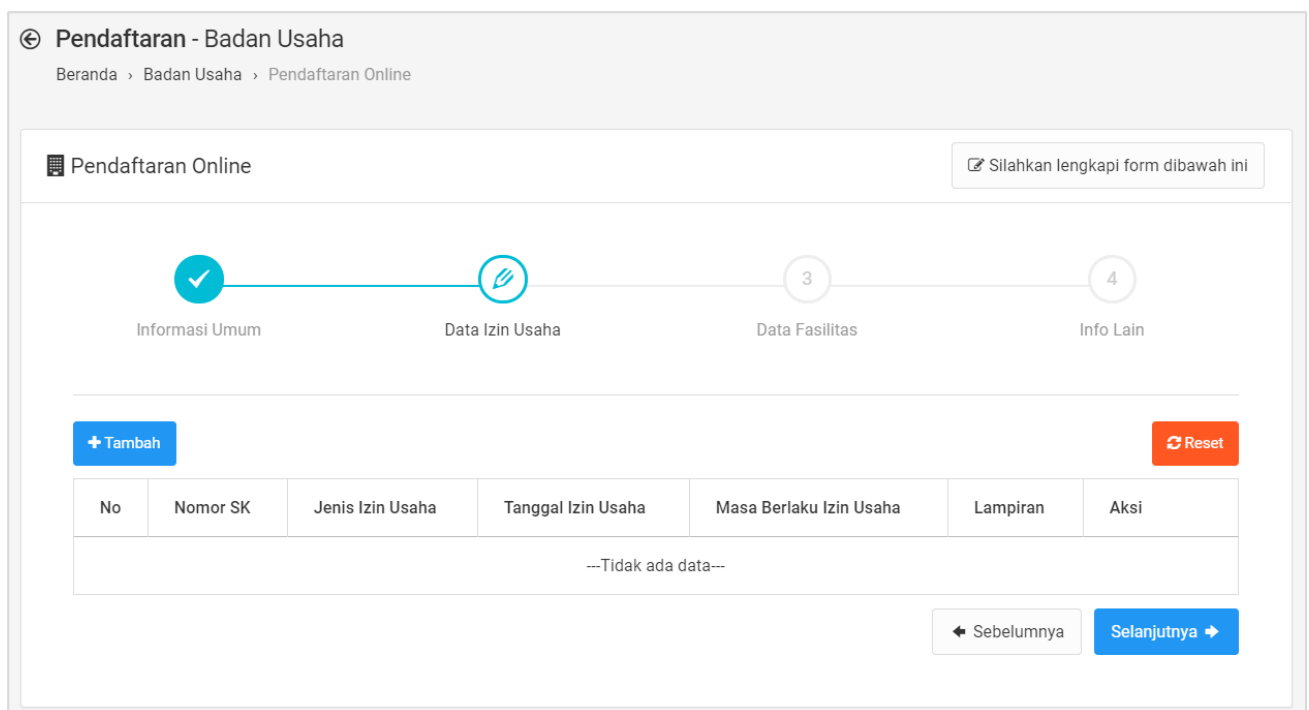 Pendaftaran - Badan Usaha
Beranda › Badan Usaha › Pendaftaran Online
Pendaftaran Online
Silahkan lengkapi form dibawah ini
3
4
Informasi Umum
Data Izin Usaha
Data Fasilitas
Info Lain
Tambah
Reset
No Nomor SK Jenis Izin Usaha Tanggal Izin Usaha Masa Berlaku Izin Usaha Lampiran Aksi
---Tidak ada data---
Sebelumnya
Selanjutnya